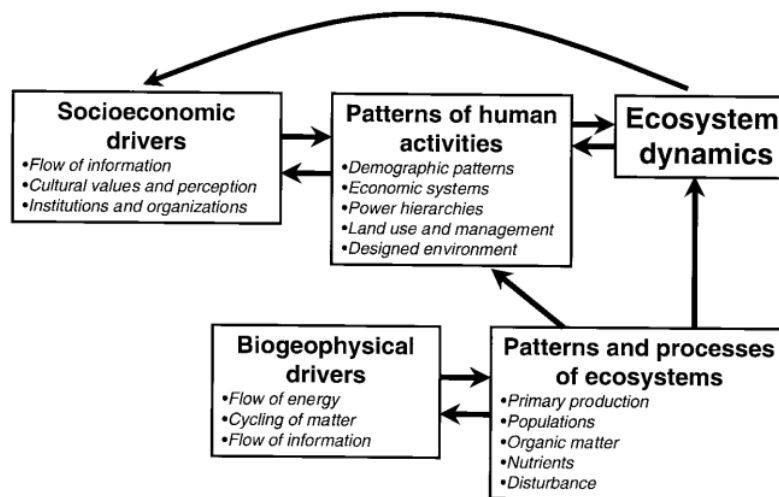 Socioeconomic
drivers
•Flow of information
•Cultural values and perception
•Institutions and organizations
Patterns of human
activities
•Demographic patterns
•Economic systems
•Power hierarchies
•Land use and management
•Designed environment
Ecosystem
dynamics
Biogeophysical
drivers
•Flow of energy
•Cycling of matter
•Flow of information
Patterns and processes
of ecosystems
•Primary production
•Populations
•Organic matter
•Nutrients
•Disturbance